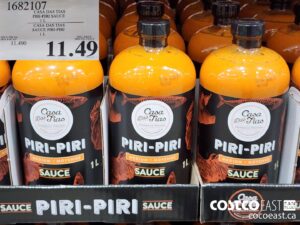 1682107
CASA DAS TIAS
PIRI-PIRI SAUCE
1 L
CASA DAS TIAS
SAUCE PIRI-PIRI
1 L
11.490
11.49
Casa
Das Tias
PIRI-PIRI
SAUCE
1L
Casa
Das Tias
PIRI-PIRI
SAUCE
1L
Casa
Das Tias
PIRI-PIRI
SAUCE
SAUCE
PIRI-PIRI
SAUCE
COSTCO EAST
cocoeast.ca